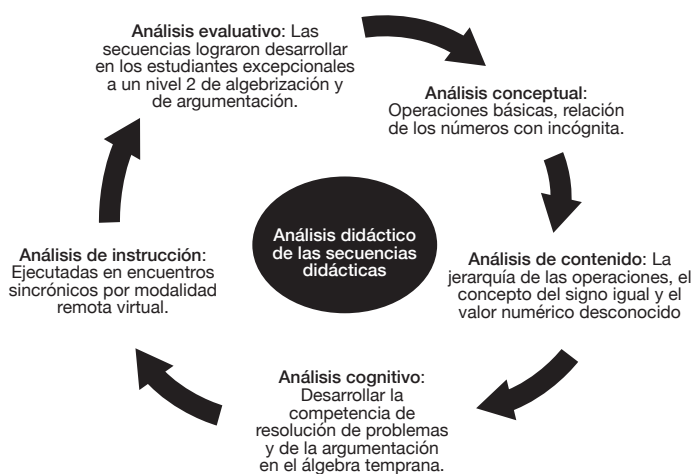 Análisis evaluativo: Las
secuencias lograron desarrollar
en los estudiantes excepcionales
a un nivel 2 de algebrización y
de argumentación.
Análisis conceptual:
Operaciones básicas, relación
de los números con incógnita.
Análisis didáctico
de las secuencias
didácticas
Análisis de instrucción:
Ejecutadas en encuentros
sincrónicos por modalidad
remota virtual.
Análisis de contenido: La
jerarquía de las operaciones, el
concepto del signo igual y el
valor numérico desconocido
Análisis cognitivo:
Desarrollar la
competencia de
resolución de problemas
y de la argumentación
en el álgebra temprana.